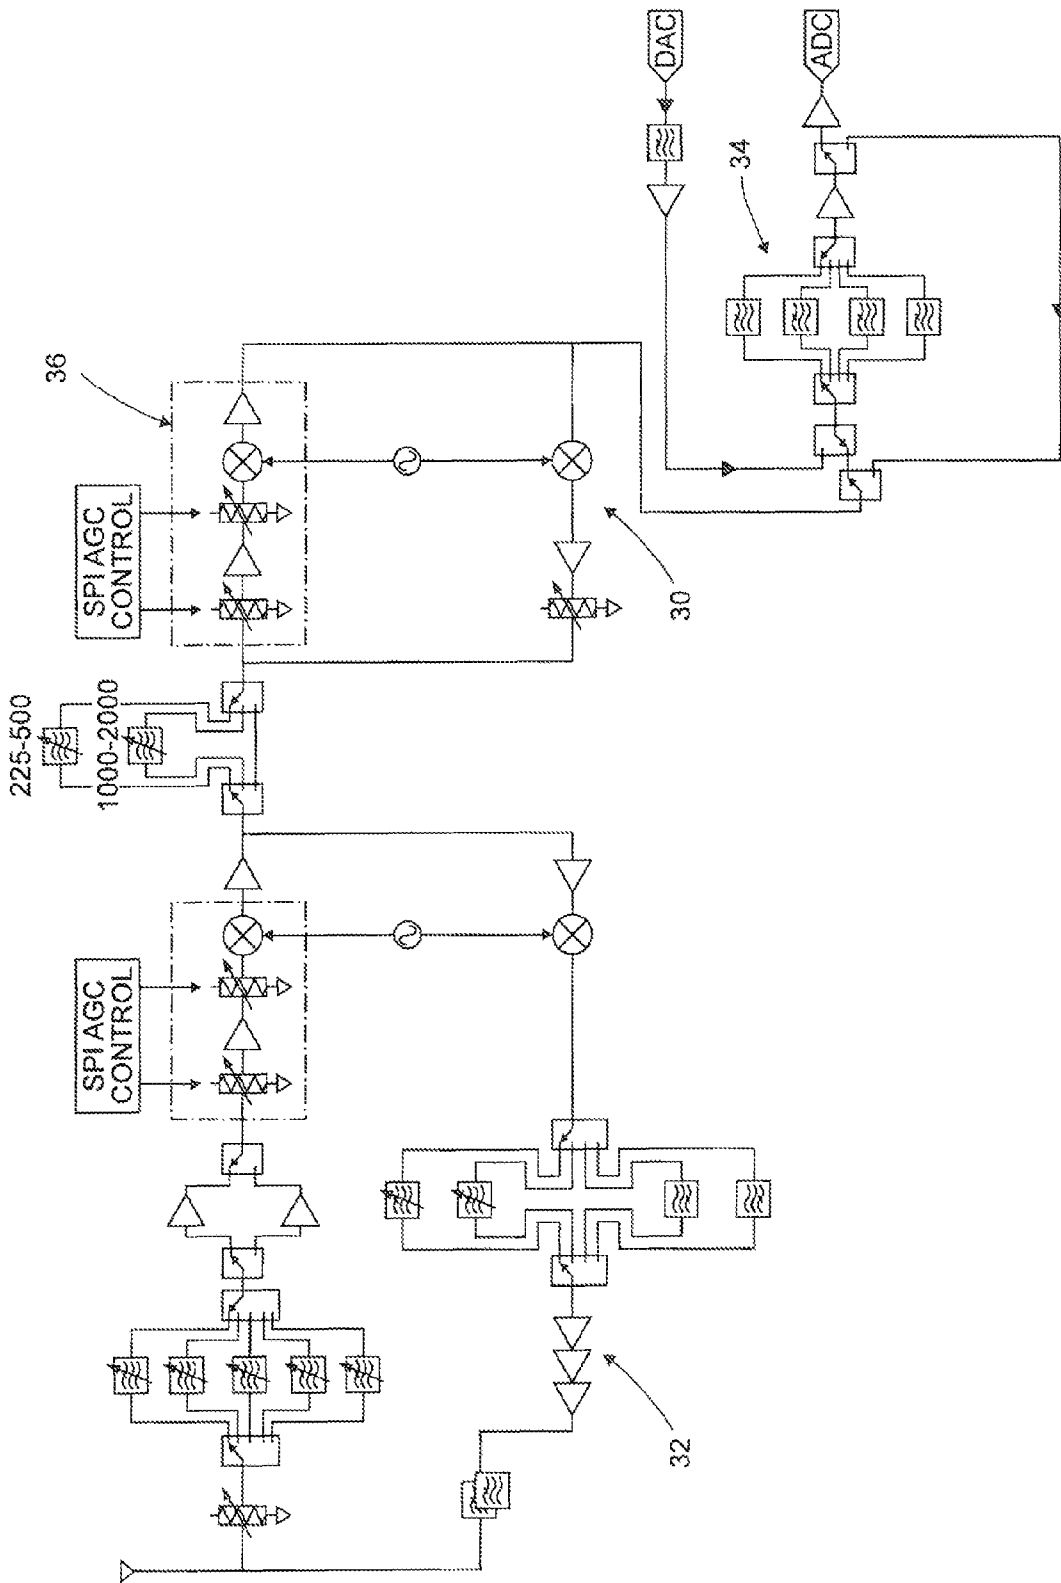 SPI AGC
CONTROL
225-500
1000-2000
SPI AGC
CONTROL
36
30
32
34
DAC
ADC